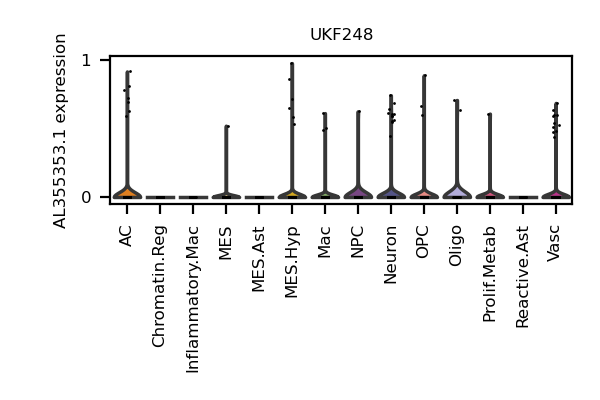 UKF248
AL355353.1 expression
1
0
AC
Chromatin.Reg
Inflammatory.Mac
MES
MES.Ast
MES.Hyp
Mac
NPC
Neuron
OPC
Oligo
Prolif.Metab
Reactive.Ast
Vasc